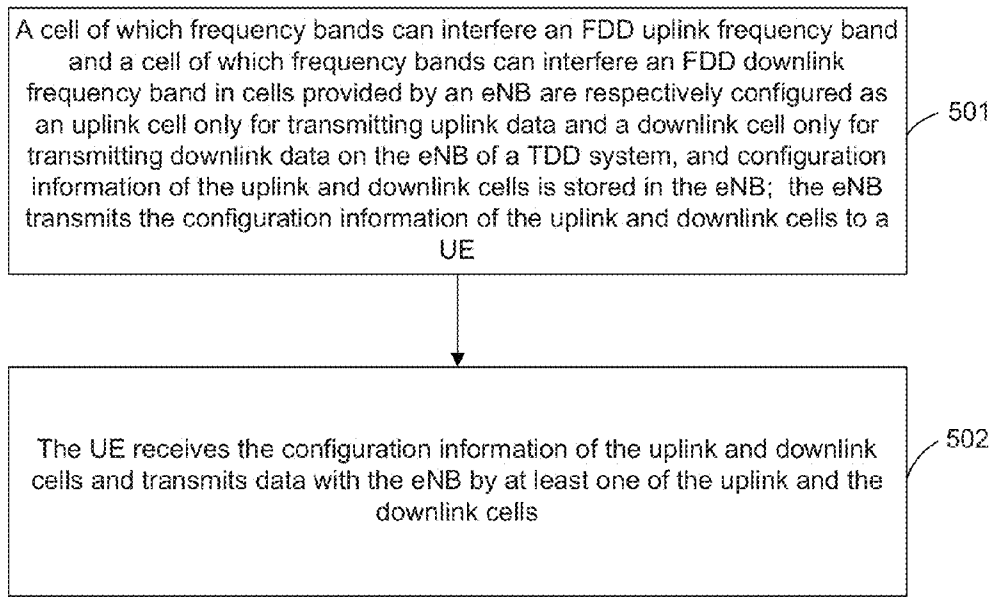 A cell of which frequency bands can interfere an FDD uplink frequency band
and a cell of which frequency bands can interfere an FDD downlink
frequency band in cells provided by an eNB are respectively configured as
an uplink cell only for transmitting uplink data and a downlink cell only for
transmitting downlink data on the eNB of a TDD system, and configuration
information of the uplink and downlink cells is stored in the eNB; the eNB
transmits the configuration information of the uplink and downlink cells to a
UE
501
The UE receives the configuration information of the uplink and downlink
cells and transmits data with the eNB by at least one of the uplink and the
downlink cells
502